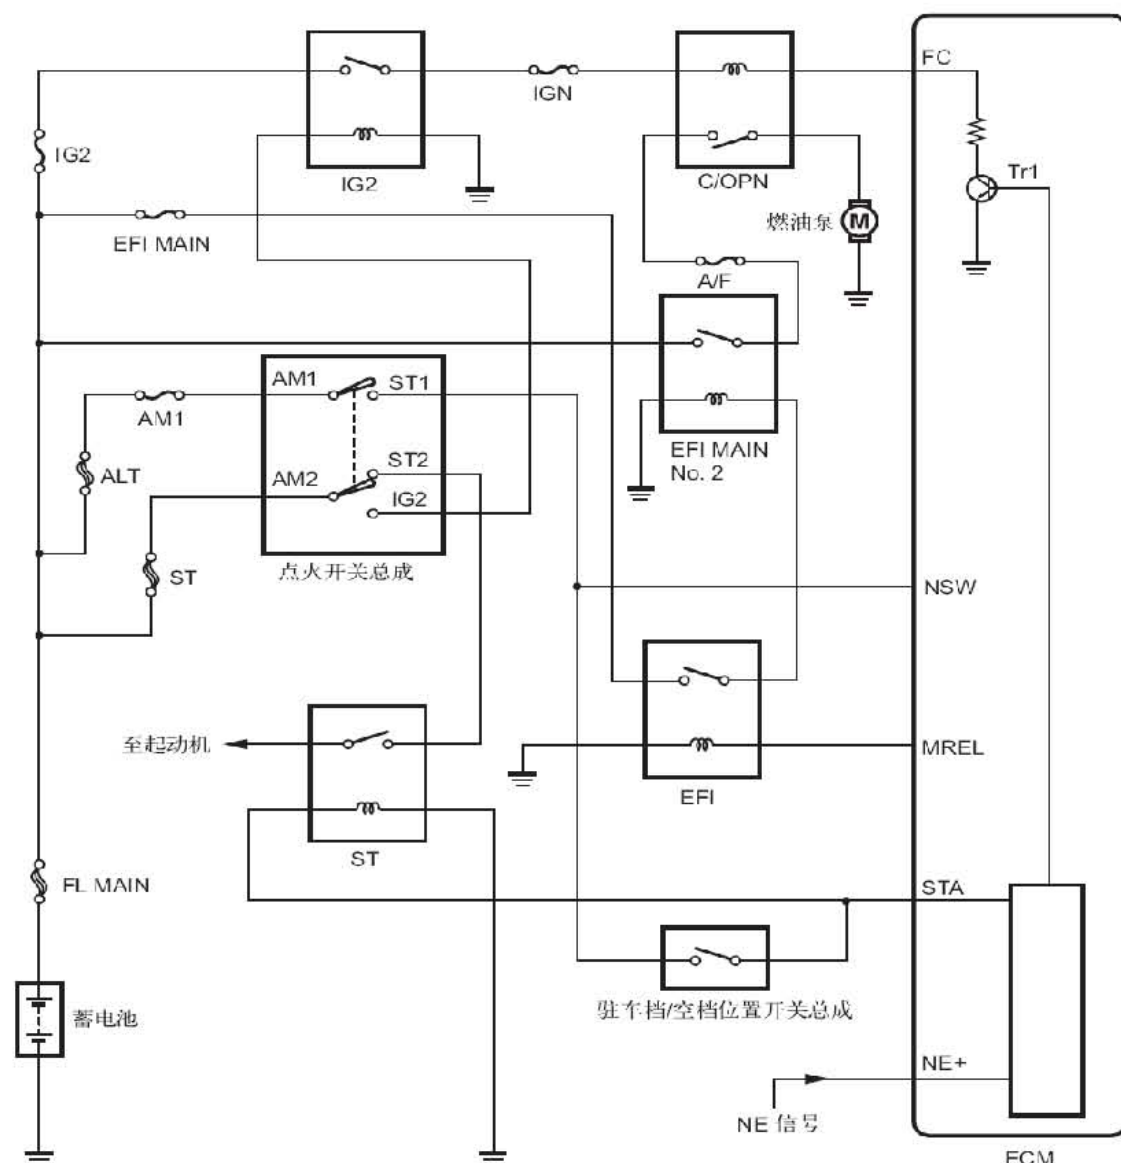 FC
IGN
IG2
IG2
C/OPN
Tr1
EFI MAIN
燃油泵
M
A/F
AM1
ST1
AM1
EFI MAIN
No. 2
ALT
AM2
ST2
IG2
ST
点火开关总成
NSW
至起动机
MREL
EFI
ST
FL MAIN
STA
驻车档/空档位置开关总成
蓄电池
NE+
NE 信号
ECM